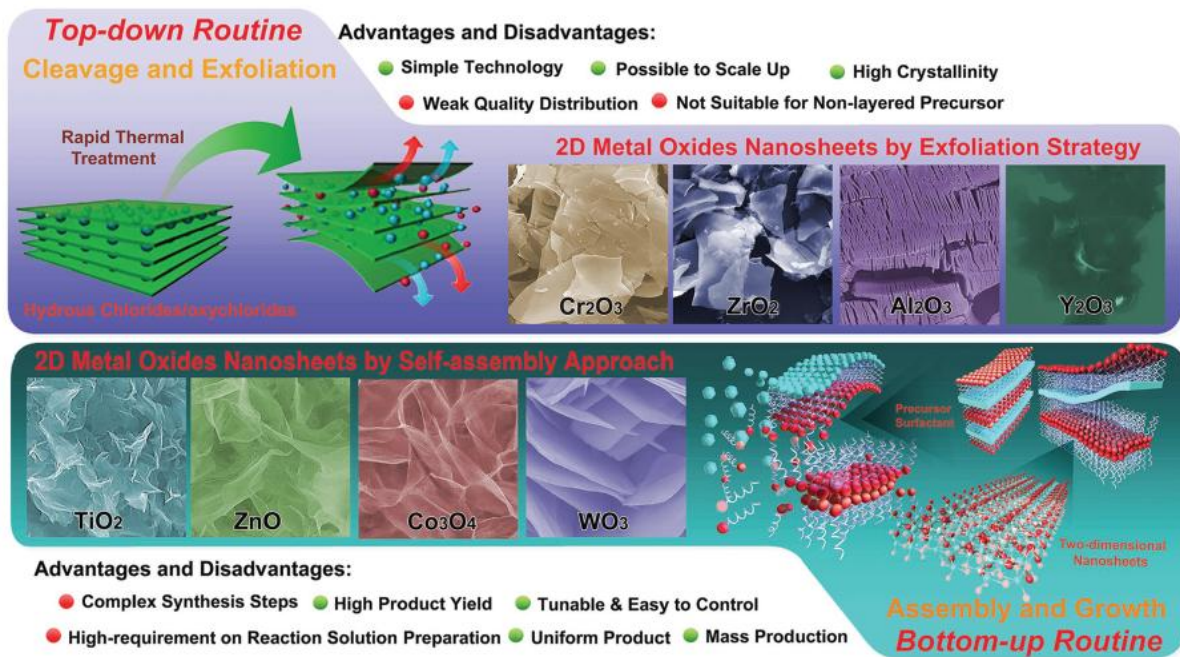 Top-down Routine
Cleavage and Exfoliation
Rapid Thermal
Treatment
Hydrous Chlorides/oxychlorides
Advantages and Disadvantages:
Simple Technology
Possible to Scale Up
High Crystallinity
Weak Quality Distribution
Not Suitable for Non-layered Precursor
2D Metal Oxides Nanosheets by Exfoliation Strategy
Cr2O3
ZrO2
Al2O3
Y2O3
2D Metal Oxides Nanosheets by Self-assembly Approach
TiO2
ZnO
Co3O4
WO3
Precursor
Surfactant
Two-dimensional
Nanosheets
Assembly and Growth
Bottom-up Routine
Advantages and Disadvantages:
Complex Synthesis Steps
High Product Yield
Tunable & Easy to Control
High-requirement on Reaction Solution Preparation
Uniform Product
Mass Production